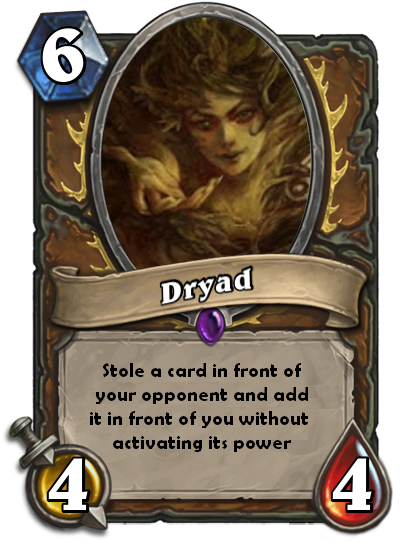 6
Dryad
Stole a card in front of
your opponent and add
it in front of you without
activating its power
4
4